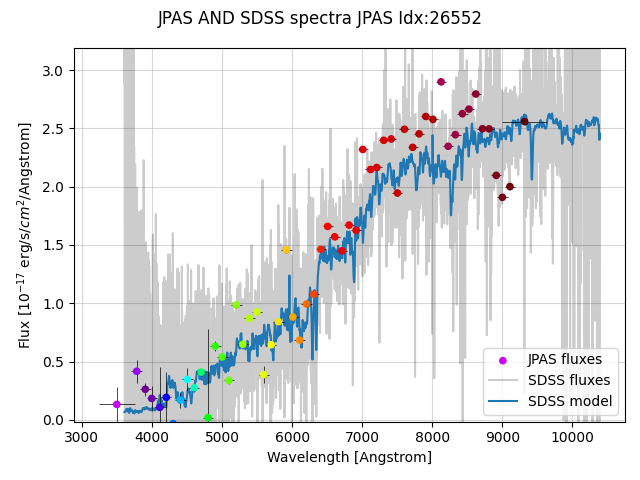 JPAS AND SDSS spectra JPAS Idx:26552
3.0
2.5
2.0
1.5
1.0
0.5
0.0
Flux [10⁻¹⁷ erg/s/cm²/Angstrom]
JPAS fluxes
SDSS fluxes
SDSS model
3000 4000 5000 6000 7000 8000 9000 10000
Wavelength [Angstrom]